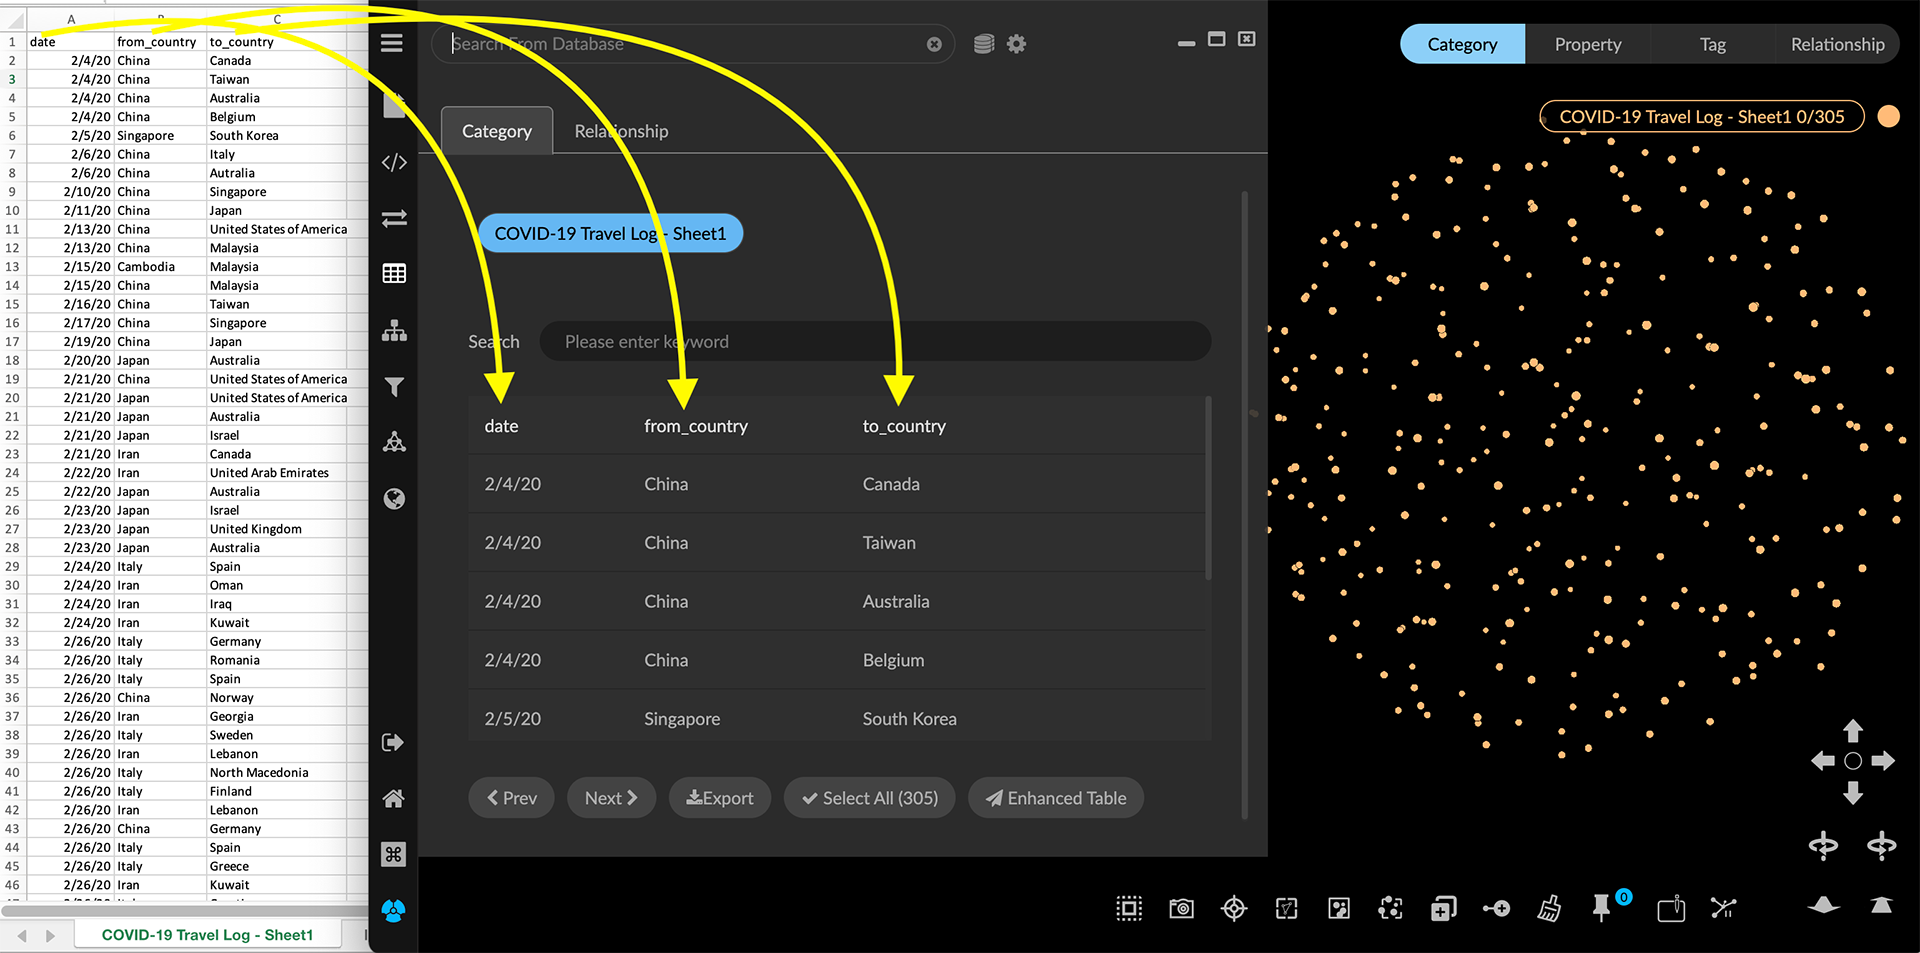 A B C
1 date from_country to_country
2 2/4/20 China Canada
3 2/4/20 China Taiwan
4 2/4/20 China Australia
5 2/4/20 China Belgium
6 2/5/20 Singapore South Korea
7 2/6/20 China Italy
8 2/6/20 China Autralia
9 2/10/20 China Singapore
10 2/11/20 China Japan
11 2/13/20 China United States of America
12 2/13/20 China Malaysia
13 2/15/20 Cambodia Malaysia
14 2/15/20 China Malaysia
15 2/16/20 China Taiwan
16 2/17/20 China Singapore
17 2/19/20 China Japan
18 2/20/20 Japan Australia
19 2/21/20 China United States of America
20 2/21/20 Japan United States of America
21 2/21/20 Japan Australia
22 2/21/20 Japan Israel
23 2/21/20 Iran Canada
24 2/22/20 Iran United Arab Emirates
25 2/22/20 Japan Australia
26 2/23/20 Japan Israel
27 2/23/20 Japan United Kingdom
28 2/23/20 Japan Australia
29 2/24/20 Italy Spain
30 2/24/20 Iran Oman
31 2/24/20 Iran Iraq
32 2/24/20 Iran Kuwait
33 2/26/20 Italy Germany
34 2/26/20 Italy Romania
35 2/26/20 Italy Spain
36 2/26/20 China Norway
37 2/26/20 Iran Georgia
38 2/26/20 Italy Sweden
39 2/26/20 Iran Lebanon
40 2/26/20 Italy North Macedonia
41 2/26/20 Italy Finland
42 2/26/20 Iran Lebanon
43 2/26/20 China Germany
44 2/26/20 Italy Spain
45 2/26/20 Italy Greece
46 2/26/20 Iran Kuwait
COVID-19 Travel Log - Sheet1
Search From Database
Category Relationship
COVID-19 Travel Log - Sheet1
Search Please enter keyword
date from_country to_country
2/4/20 China Canada
2/4/20 China Taiwan
2/4/20 China Australia
2/4/20 China Belgium
2/5/20 Singapore South Korea
Prev Next Export Select All (305) Enhanced Table
Category Property Tag Relationship
COVID-19 Travel Log - Sheet1 0/305
0